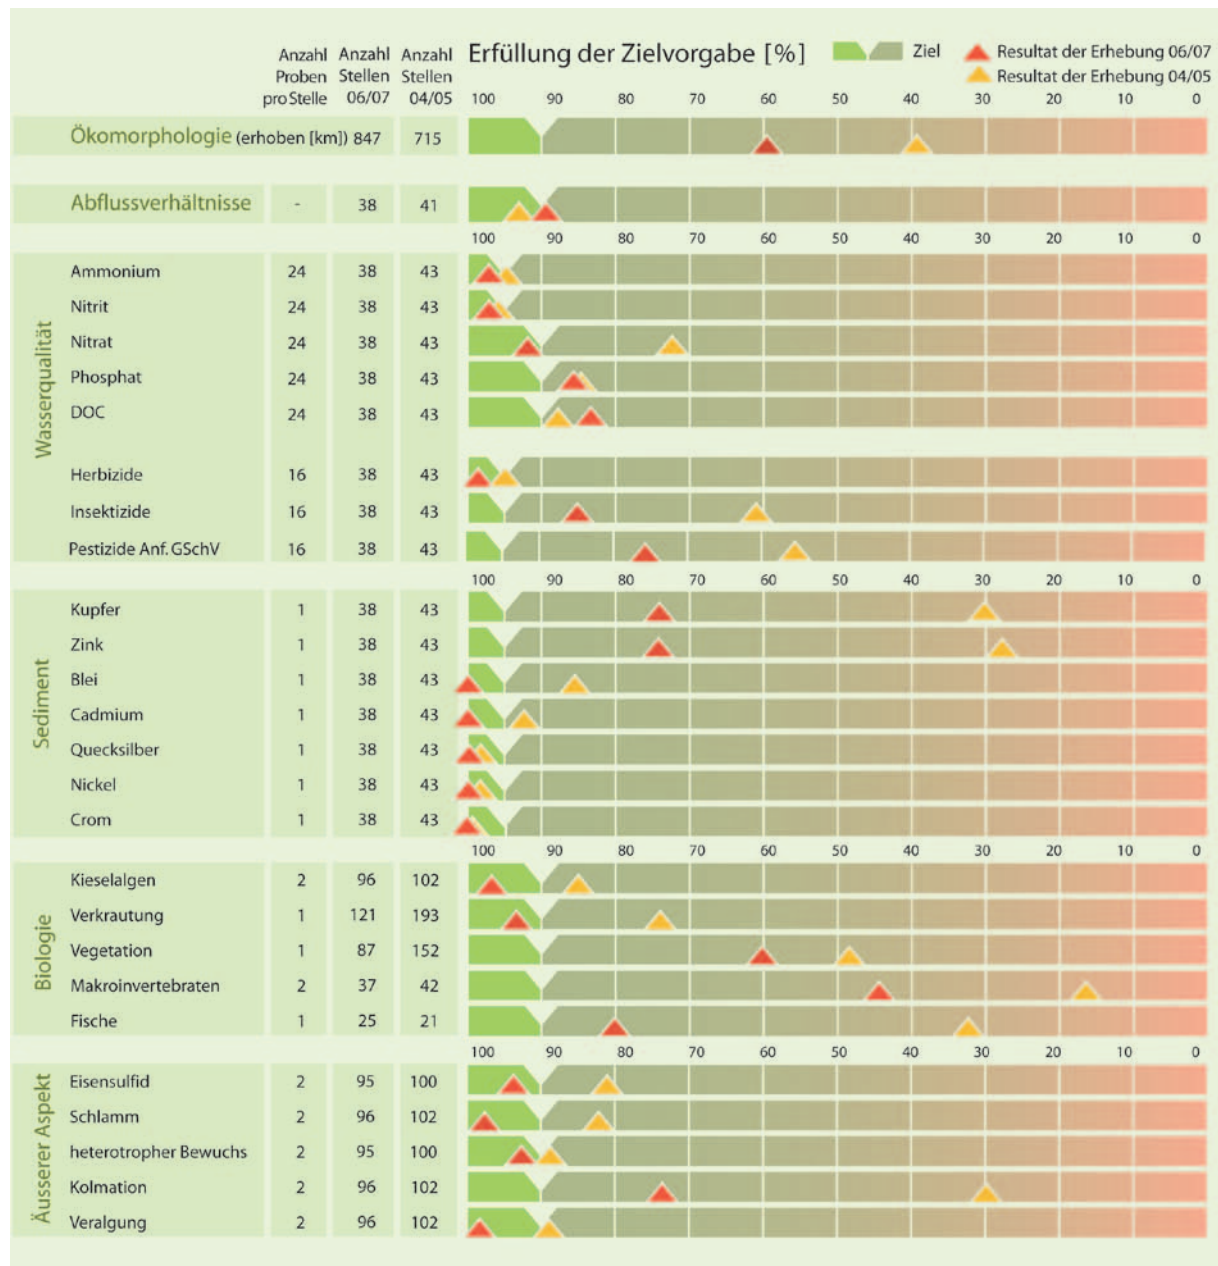 Anzahl Proben pro Stelle
Anzahl Stellen 06/07
Anzahl Stellen 04/05
Erfüllung der Zielvorgabe [%]
Ziel
Resultat der Erhebung 06/07
Resultat der Erhebung 04/05
100 90 80 70 60 50 40 30 20 10 0
Ökomorphologie (erhoben [km]) 847 715
Abflussverhältnisse - 38 41
100 90 80 70 60 50 40 30 20 10 0
Wasserqualität
Ammonium 24 38 43
Nitrit 24 38 43
Nitrat 24 38 43
Phosphat 24 38 43
DOC 24 38 43
Herbizide 16 38 43
Insektizide 16 38 43
Pestizide Anf. GSchV 16 38 43
100 90 80 70 60 50 40 30 20 10 0
Sediment
Kupfer 1 38 43
Zink 1 38 43
Blei 1 38 43
Cadmium 1 38 43
Quecksilber 1 38 43
Nickel 1 38 43
Crom 1 38 43
100 90 80 70 60 50 40 30 20 10 0
Biologie
Kieselalgen 2 96 102
Verkrautung 1 121 193
Vegetation 1 87 152
Makroinvertebraten 2 37 42
Fische 1 25 21
100 90 80 70 60 50 40 30 20 10 0
Äusserer Aspekt
Eisensulfid 2 95 100
Schlamm 2 96 102
heterotropher Bewuchs 2 95 100
Kolmation 2 96 102
Veralgung 2 96 102